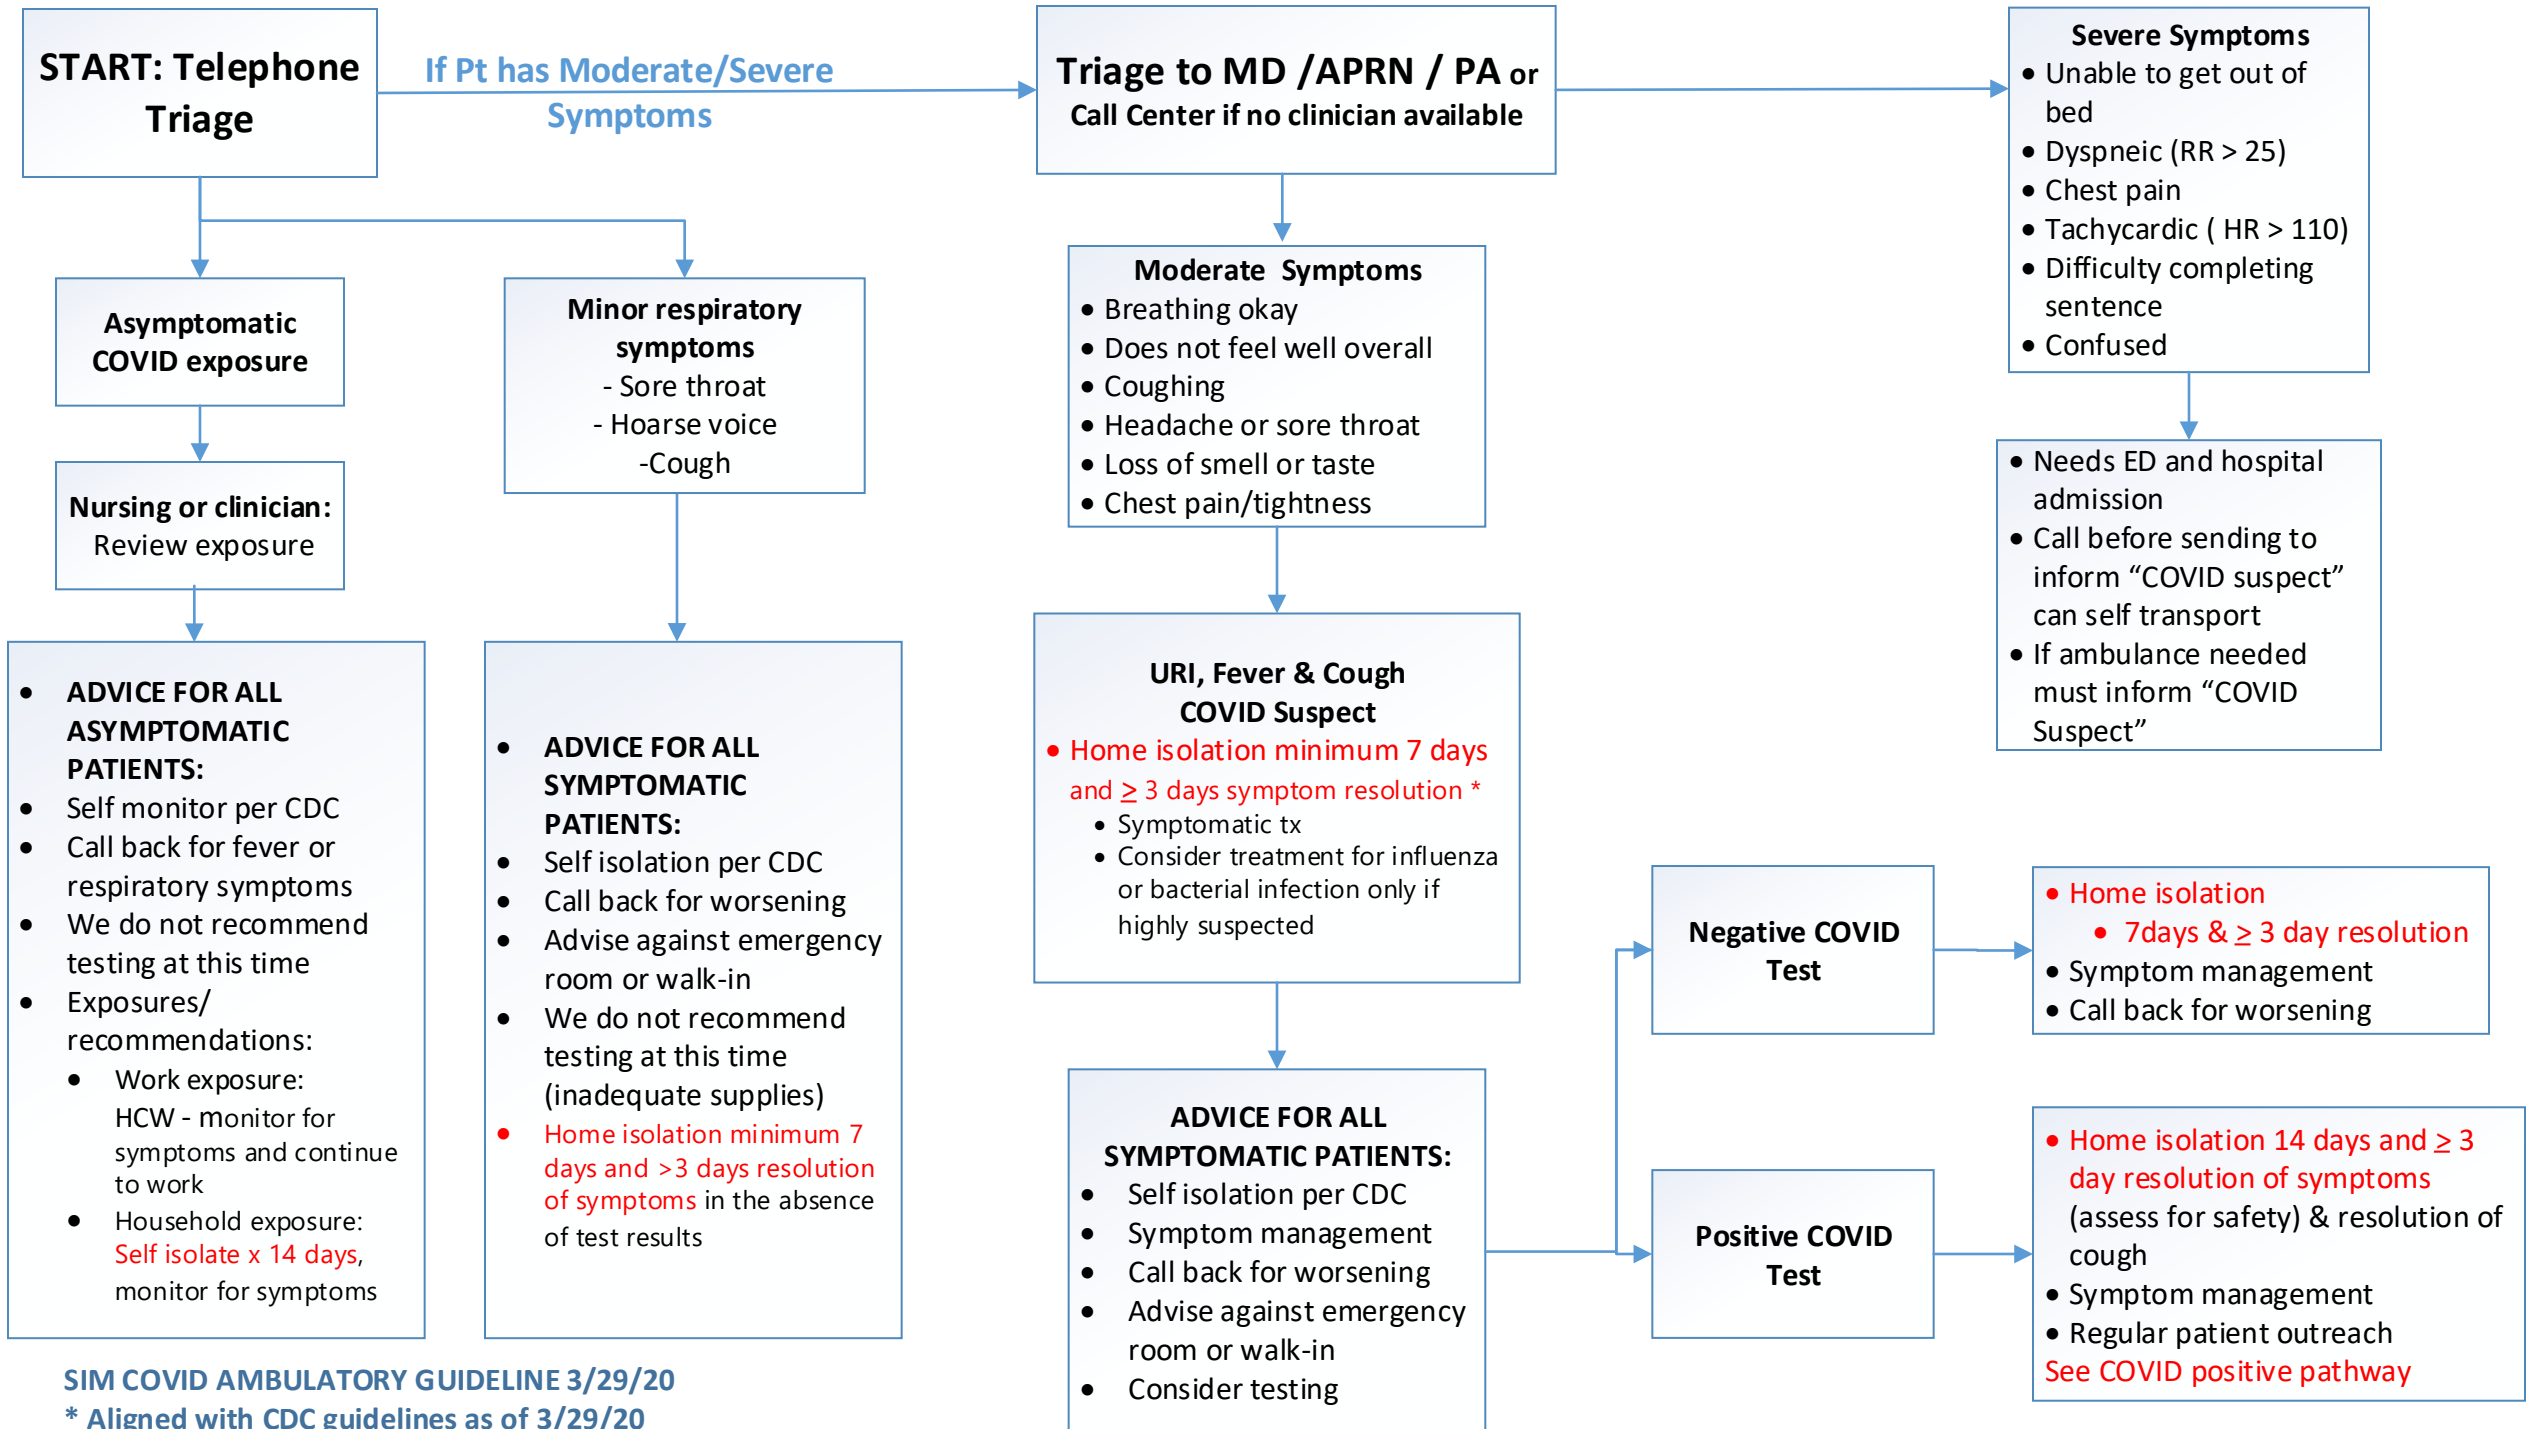 START: Telephone
Triage
If Pt has Moderate/Severe
Symptoms
Triage to MD /APRN / PA or
Call Center if no clinician available
Severe Symptoms
• Unable to get out of
bed
• Dyspneic (RR > 25)
• Chest pain
• Tachycardic ( HR > 110)
• Difficulty completing
sentence
• Confused
Asymptomatic
COVID exposure
Minor respiratory
symptoms
- Sore throat
- Hoarse voice
-Cough
Moderate  Symptoms
• Breathing okay
• Does not feel well overall
• Coughing
• Headache or sore throat
• Loss of smell or taste
• Chest pain/tightness
Nursing or clinician:
Review exposure
• Needs ED and hospital
admission
• Call before sending to
inform “COVID suspect”
can self transport
• If ambulance needed
must inform “COVID
Suspect”
• ADVICE FOR ALL
ASYMPTOMATIC
PATIENTS:
• Self monitor per CDC
• Call back for fever or
respiratory symptoms
• We do not recommend
testing at this time
• Exposures/
recommendations:
• Work exposure:
HCW - monitor for
symptoms and continue
to work
• Household exposure:
Self isolate x 14 days,
monitor for symptoms
• ADVICE FOR ALL
SYMPTOMATIC
PATIENTS:
• Self isolation per CDC
• Call back for worsening
• Advise against emergency
room or walk-in
• We do not recommend
testing at this time
(inadequate supplies)
• Home isolation minimum 7
days and >3 days resolution
of symptoms in the absence
of test results
URI, Fever & Cough
COVID Suspect
• Home isolation minimum 7 days
and ≥ 3 days symptom resolution *
• Symptomatic tx
• Consider treatment for influenza
or bacterial infection only if
highly suspected
ADVICE FOR ALL
SYMPTOMATIC PATIENTS:
• Self isolation per CDC
• Symptom management
• Call back for worsening
• Advise against emergency
room or walk-in
• Consider testing
Negative COVID
Test
• Home isolation
• 7days & ≥ 3 day resolution
• Symptom management
• Call back for worsening
Positive COVID
Test
• Home isolation 14 days and ≥ 3
day resolution of symptoms
(assess for safety) & resolution of
cough
• Symptom management
• Regular patient outreach
See COVID positive pathway
SIM COVID AMBULATORY GUIDELINE 3/29/20
* Aligned with CDC guidelines as of 3/29/20